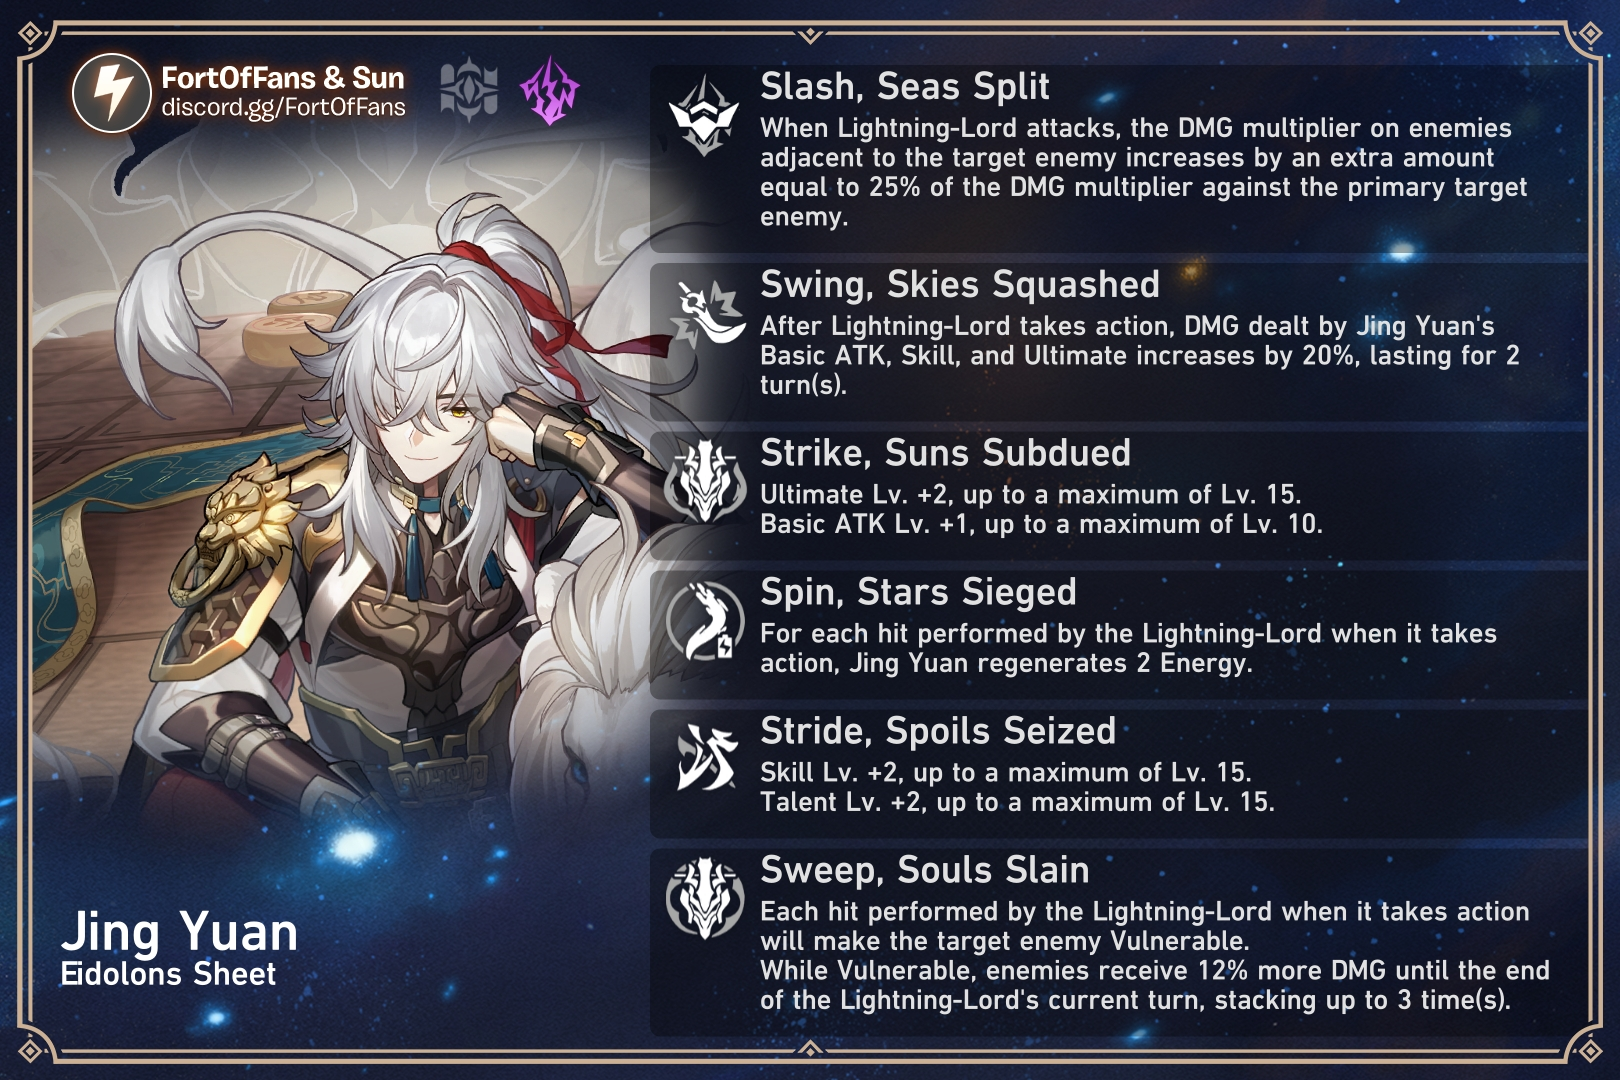 FortOfFans & Sun
discord.gg/FortOfFans
Slash, Seas Split
When Lightning-Lord attacks, the DMG multiplier on enemies
adjacent to the target enemy increases by an extra amount
equal to 25% of the DMG multiplier against the primary target
enemy.
Swing, Skies Squashed
After Lightning-Lord takes action, DMG dealt by Jing Yuan's
Basic ATK, Skill, and Ultimate increases by 20%, lasting for 2
turn(s).
Strike, Suns Subdued
Ultimate Lv. +2, up to a maximum of Lv. 15.
Basic ATK Lv. +1, up to a maximum of Lv. 10.
Spin, Stars Sieged
For each hit performed by the Lightning-Lord when it takes
action, Jing Yuan regenerates 2 Energy.
Stride, Spoils Seized
Skill Lv. +2, up to a maximum of Lv. 15.
Talent Lv. +2, up to a maximum of Lv. 15.
Sweep, Souls Slain
Each hit performed by the Lightning-Lord when it takes action
will make the target enemy Vulnerable.
While Vulnerable, enemies receive 12% more DMG until the end
of the Lightning-Lord's current turn, stacking up to 3 time(s).
Jing Yuan
Eidolons Sheet